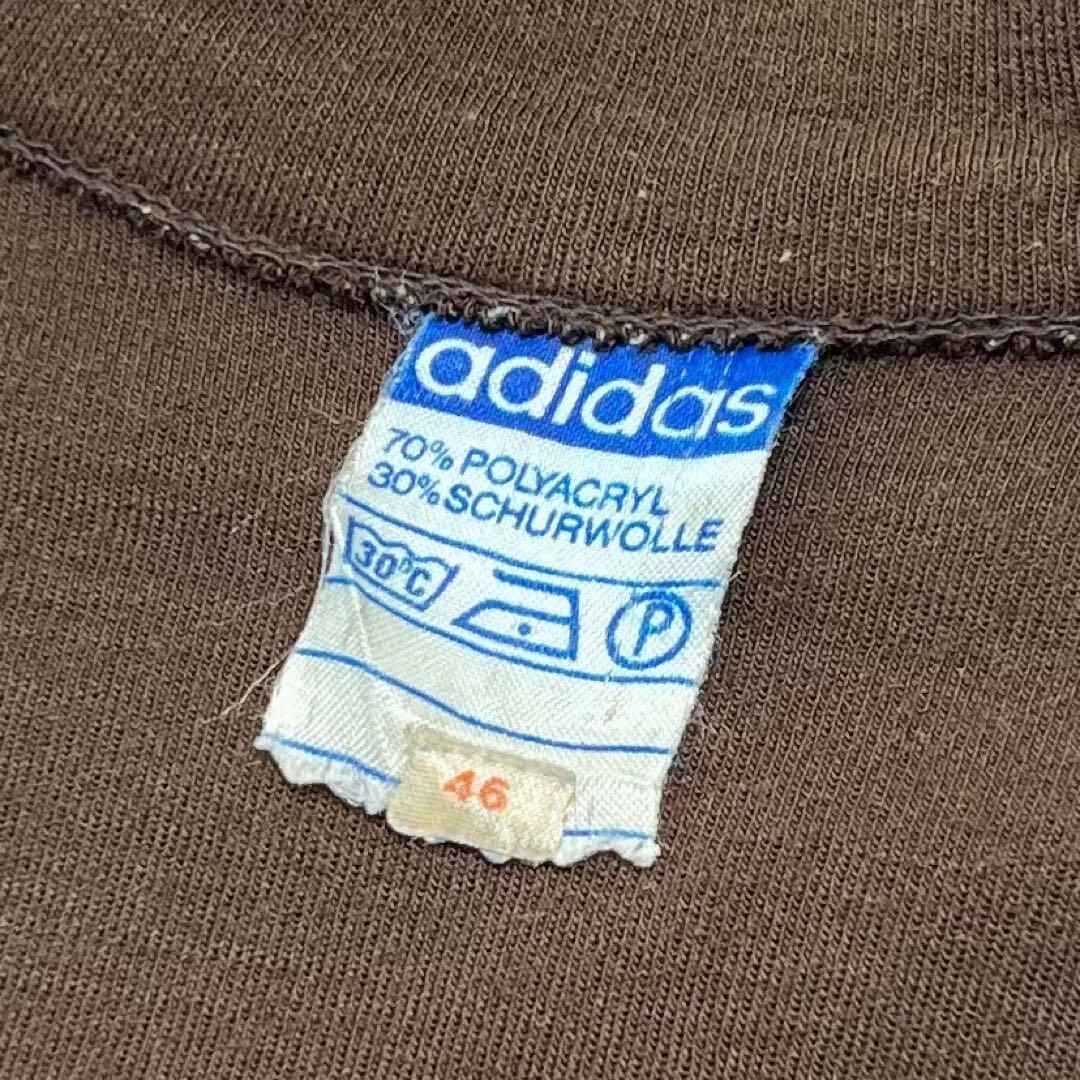 adidas
70% POLYACRYL
30% SCHURWOLLE
30°C P
46